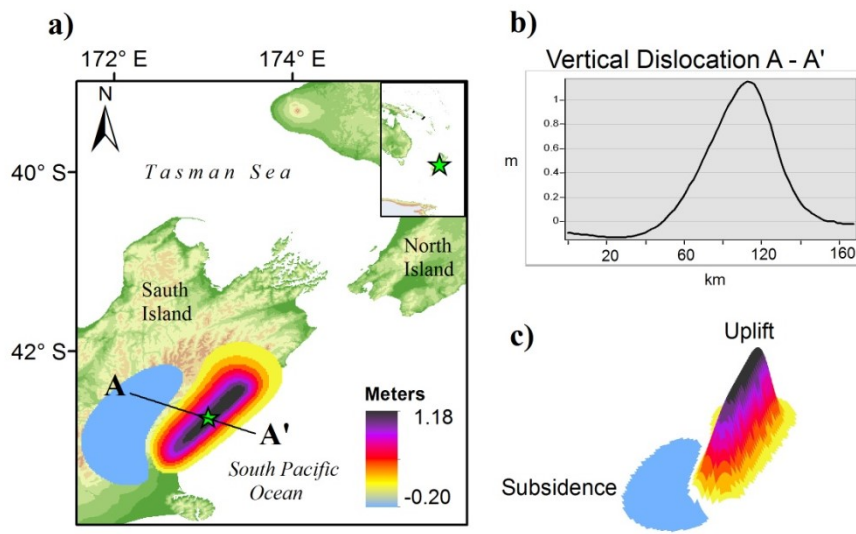 a)
172° E
174° E
N
40° S
42° S
Tasman Sea
North
Island
Sauth
Island
A
A'
South Pacific
Ocean
Meters
1.18
-0.20
b)
Vertical Dislocation A - A'
1
0.8
0.6
0.4
0.2
0
m
20
60
120
160
km
c)
Uplift
Subsidence